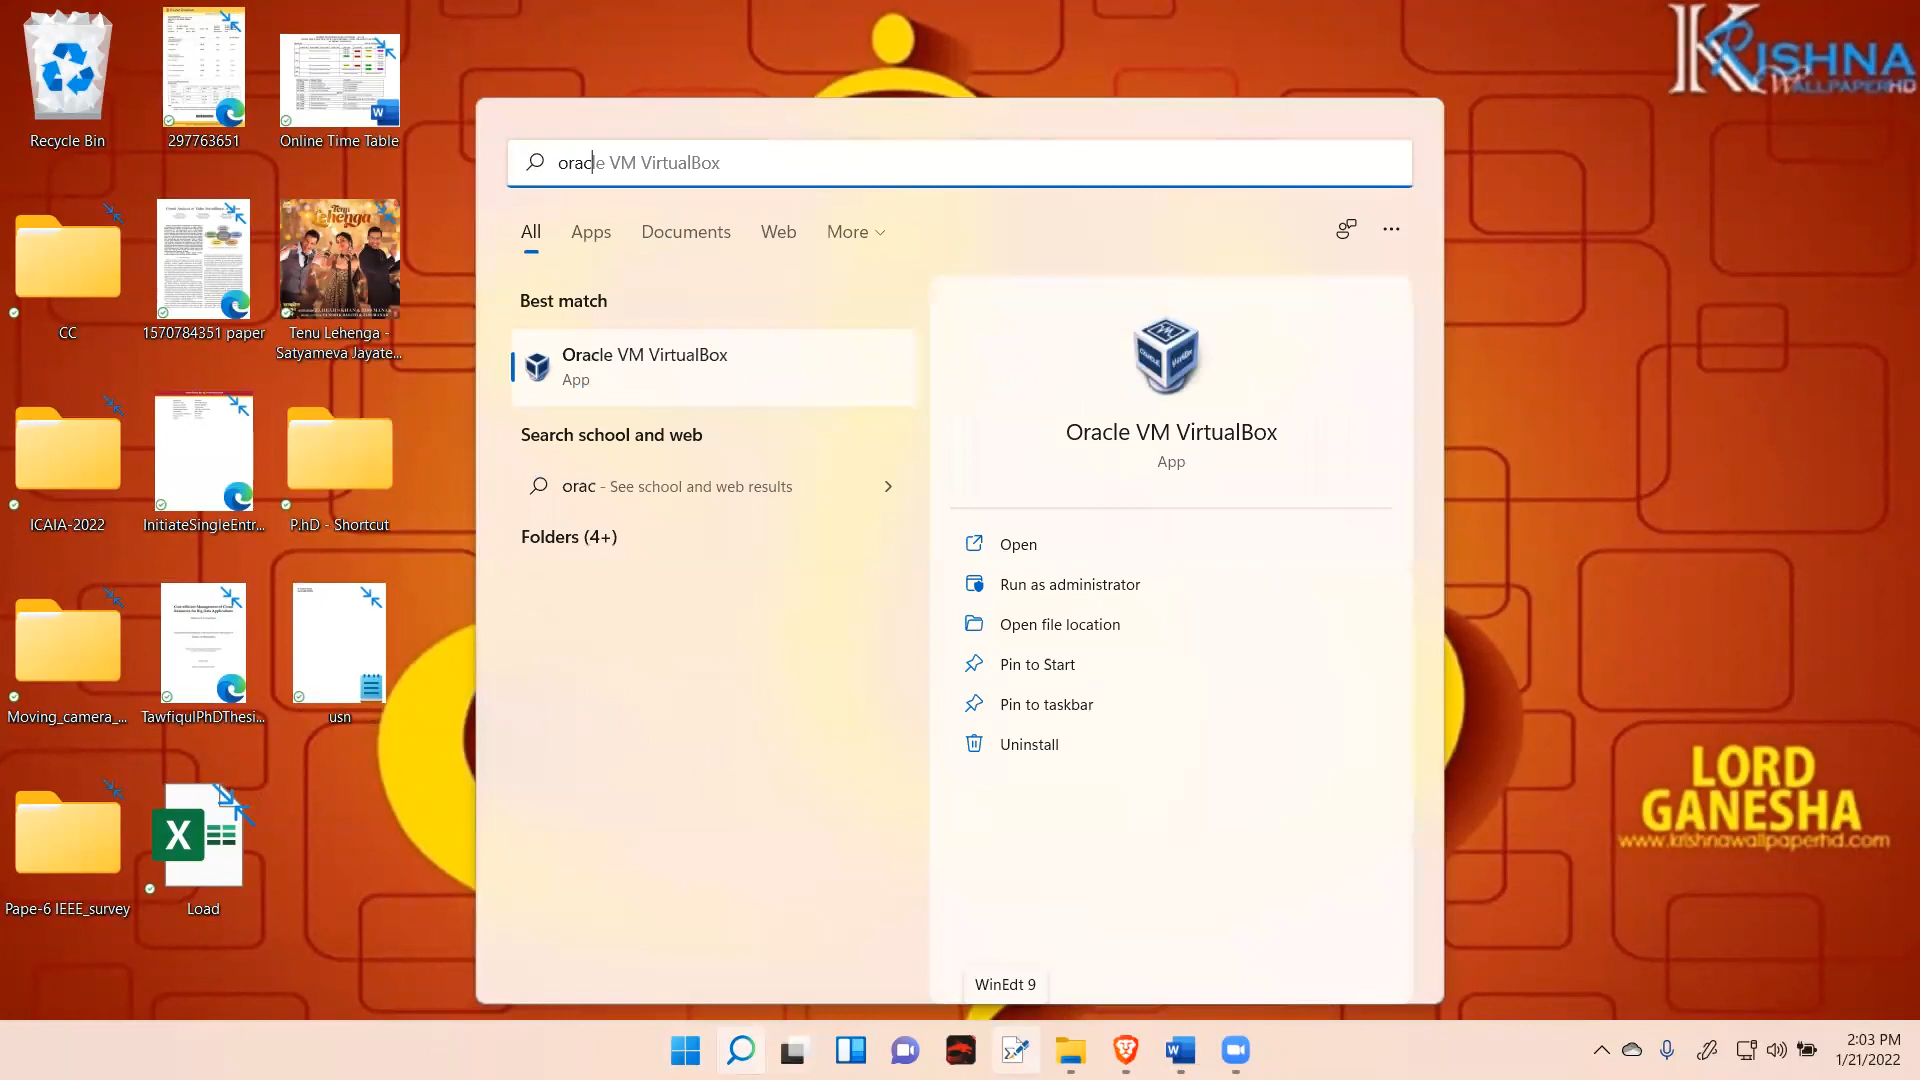 Recycle Bin
297763651
Online Time Table
KRISHNA
WALLPAPERHD
oracle VM VirtualBox
All
Apps
Documents
Web
More
CC
1570784351 paper
Tenu Lehenga
Tenu Lehenga -
Satyameva Jayate...
Best match
Oracle VM VirtualBox
App
Search school and web
orac - See school and web results
Folders (4+)
Oracle VM VirtualBox
App
Open
Run as administrator
Open file location
Pin to Start
Pin to taskbar
Uninstall
ICAIA-2022
InitiateSingleEntr...
P.hD - Shortcut
Moving_camera_...
TawfiqulPhDThesi...
usn
Pape-6 IEEE_survey
Load
LORD
GANESHA
www.krishnawallpaperhd.com
WinEdt 9
2:03 PM
1/21/2022